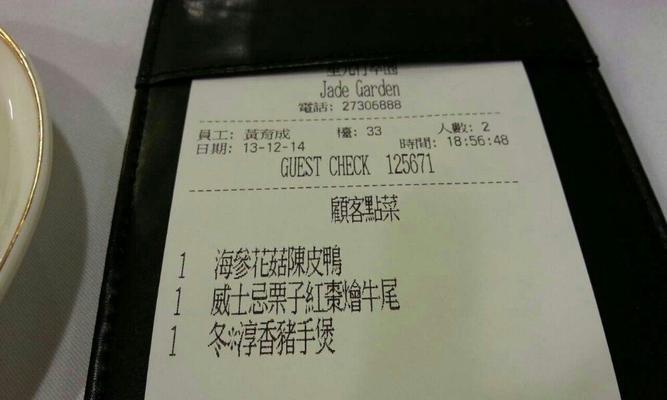 Jade Garden
電話: 27306888
員工: 黃育成 檯: 33 人數: 2
日期: 13-12-14 時間: 18:56:48
GUEST CHECK 125671
顧客點菜
1 海參花菇陳皮鴨
1 威士忌栗子紅棗燴牛尾
1 冬※淳香豬手煲